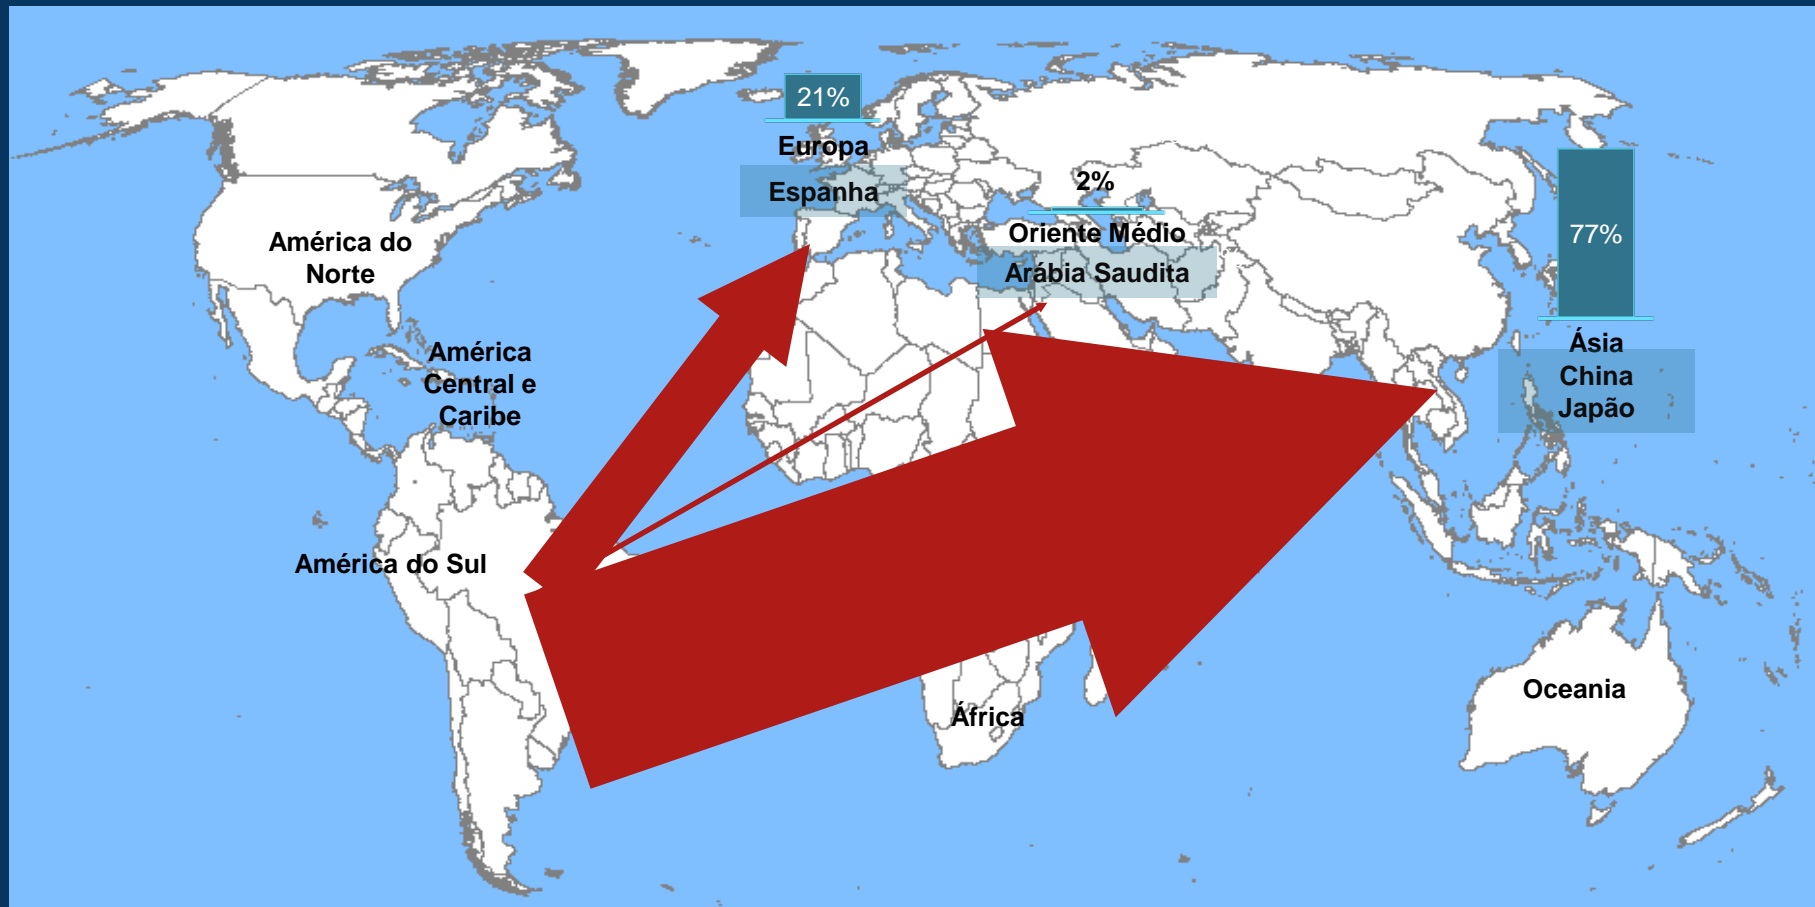 21%
Europa
Espanha
2%
Oriente Médio
Arábia Saudita
77%
Ásia
China
Japão
América do
Norte
América
Central e
Caribe
América do Sul
África
Oceania